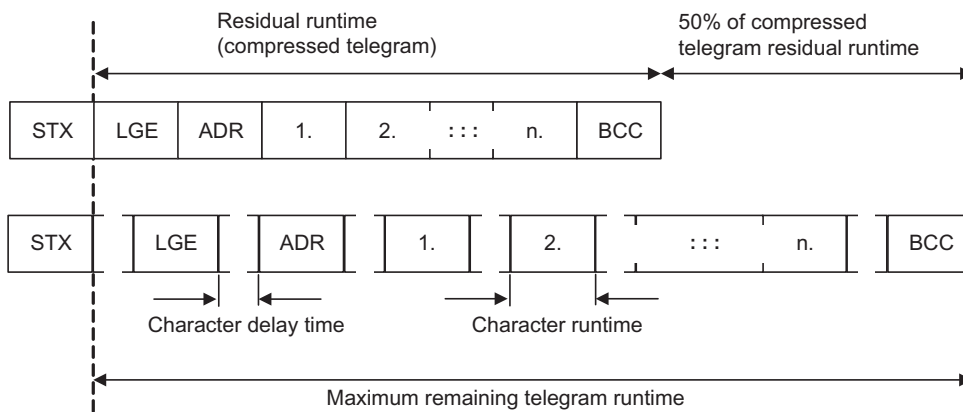 Residual runtime
(compressed telegram)
50% of compressed
telegram residual runtime
STX LGE ADR 1. 2. ::: n. BCC
STX LGE ADR 1. 2. ::: n. BCC
Character delay time Character runtime
Maximum remaining telegram runtime